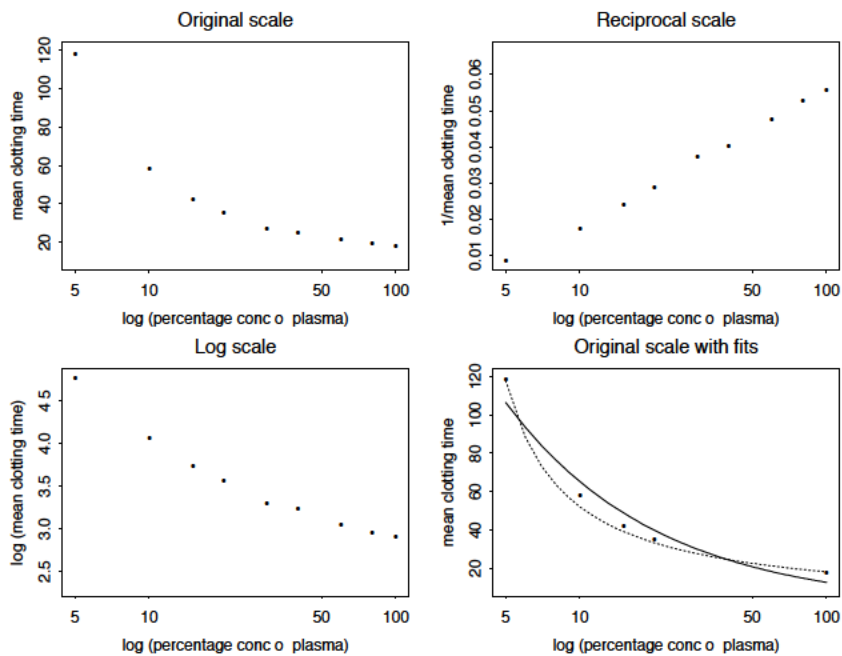 Original scale
120
100
80
60
40
20
mean clotting time
5 10 50 100
log (percentage conc o plasma)
Reciprocal scale
0.06
0.05
0.04
0.03
0.02
0.01
1/mean clotting time
5 10 50 100
log (percentage conc o plasma)
Log scale
4.5
4.0
3.5
3.0
2.5
log (mean clotting time)
5 10 50 100
log (percentage conc o plasma)
Original scale with fits
120
100
80
60
40
20
mean clotting time
5 10 50 100
log (percentage conc o plasma)